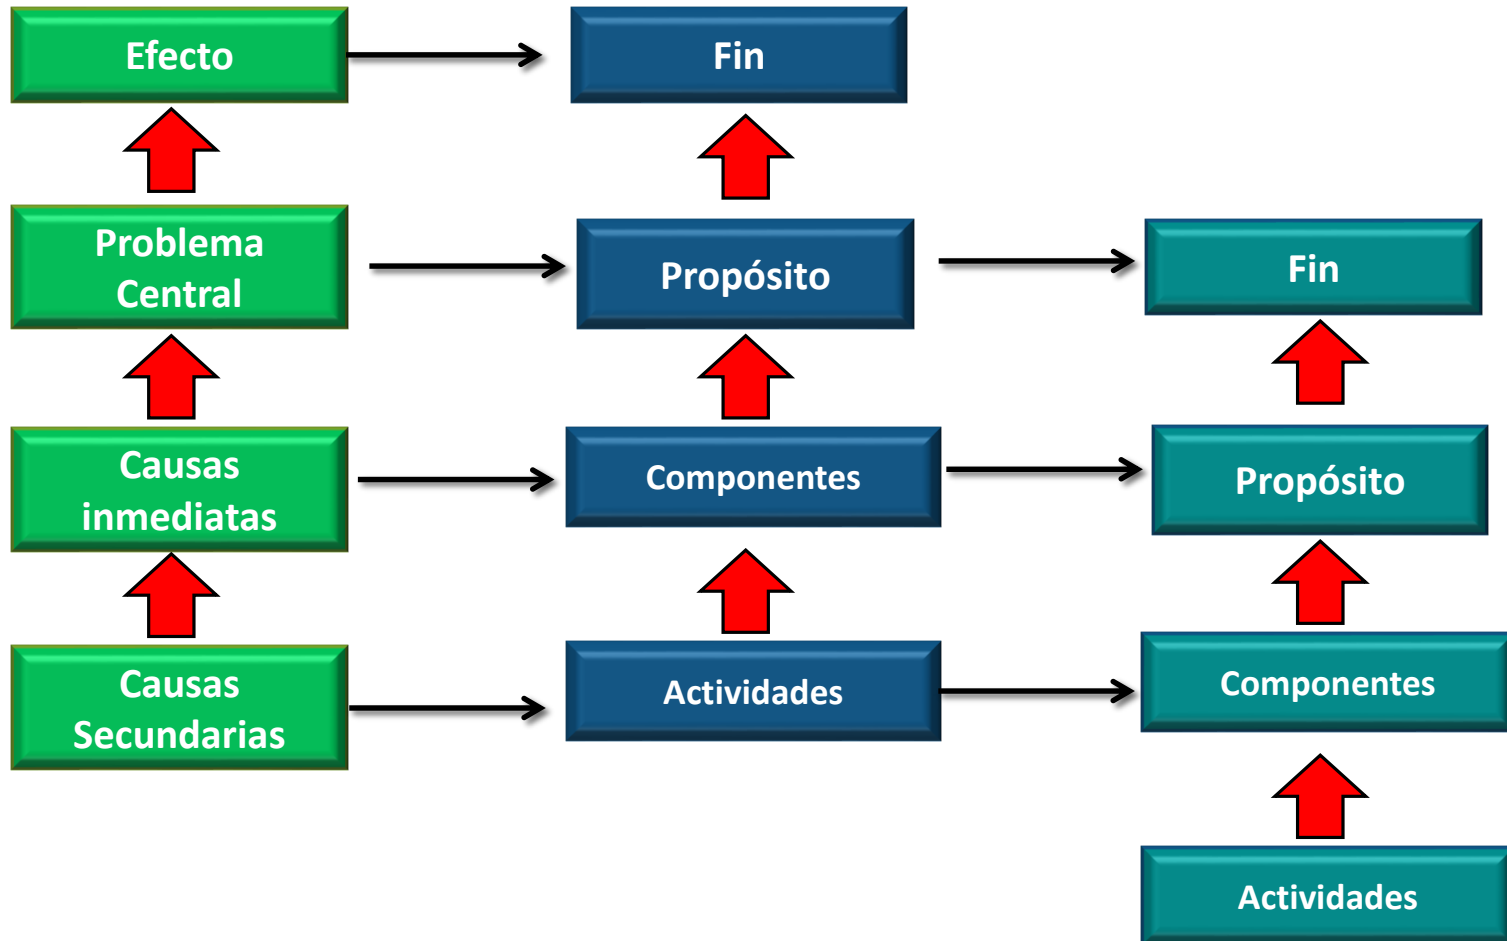 Efecto
Fin
Problema
Central
Propósito
Fin
Causas
inmediatas
Componentes
Propósito
Causas
Secundarias
Actividades
Componentes
Actividades